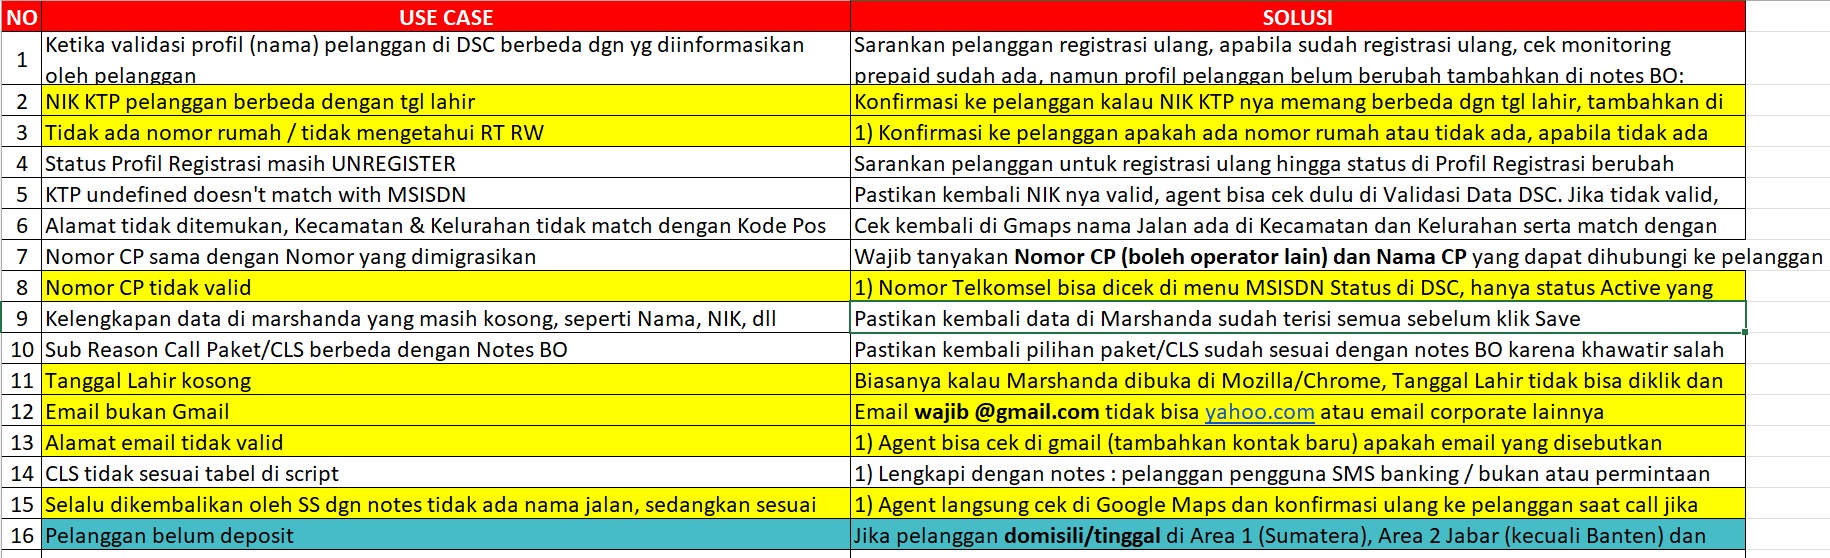 NO USE CASE SOLUSI
1 Ketika validasi profil (nama) pelanggan di DSC berbeda dgn yg diinformasikan oleh pelanggan Sarankan pelanggan registrasi ulang, apabila sudah registrasi ulang, cek monitoring prepaid sudah ada, namun profil pelanggan belum berubah tambahkan di notes BO:
2 NIK KTP pelanggan berbeda dengan tgl lahir Konfirmasi ke pelanggan kalau NIK KTP nya memang berbeda dgn tgl lahir, tambahkan di
3 Tidak ada nomor rumah / tidak mengetahui RT RW 1) Konfirmasi ke pelanggan apakah ada nomor rumah atau tidak ada, apabila tidak ada
4 Status Profil Registrasi masih UNREGISTER Sarankan pelanggan untuk registrasi ulang hingga status di Profil Registrasi berubah
5 KTP undefined doesn't match with MSISDN Pastikan kembali NIK nya valid, agent bisa cek dulu di Validasi Data DSC. Jika tidak valid,
6 Alamat tidak ditemukan, Kecamatan & Kelurahan tidak match dengan Kode Pos Cek kembali di Gmaps nama Jalan ada di Kecamatan dan Kelurahan serta match dengan
7 Nomor CP sama dengan Nomor yang dimigrasikan Wajib tanyakan Nomor CP (boleh operator lain) dan Nama CP yang dapat dihubungi ke pelanggan
8 Nomor CP tidak valid 1) Nomor Telkomsel bisa dicek di menu MSISDN Status di DSC, hanya status Active yang
9 Kelengkapan data di marshanda yang masih kosong, seperti Nama, NIK, dll Pastikan kembali data di Marshanda sudah terisi semua sebelum klik Save
10 Sub Reason Call Paket/CLS berbeda dengan Notes BO Pastikan kembali pilihan paket/CLS sudah sesuai dengan notes BO karena khawatir salah
11 Tanggal Lahir kosong Biasanya kalau Marshanda dibuka di Mozilla/Chrome, Tanggal Lahir tidak bisa diklik dan
12 Email bukan Gmail Email wajib @gmail.com tidak bisa yahoo.com atau email corporate lainnya
13 Alamat email tidak valid 1) Agent bisa cek di gmail (tambahkan kontak baru) apakah email yang disebutkan
14 CLS tidak sesuai tabel di script 1) Lengkapi dengan notes : pelanggan pengguna SMS banking / bukan atau permintaan
15 Selalu dikembalikan oleh SS dgn notes tidak ada nama jalan, sedangkan sesuai 1) Agent langsung cek di Google Maps dan konfirmasi ulang ke pelanggan saat call jika
16 Pelanggan belum deposit Jika pelanggan domisili/tinggal di Area 1 (Sumatera), Area 2 Jabar (kecuali Banten) dan